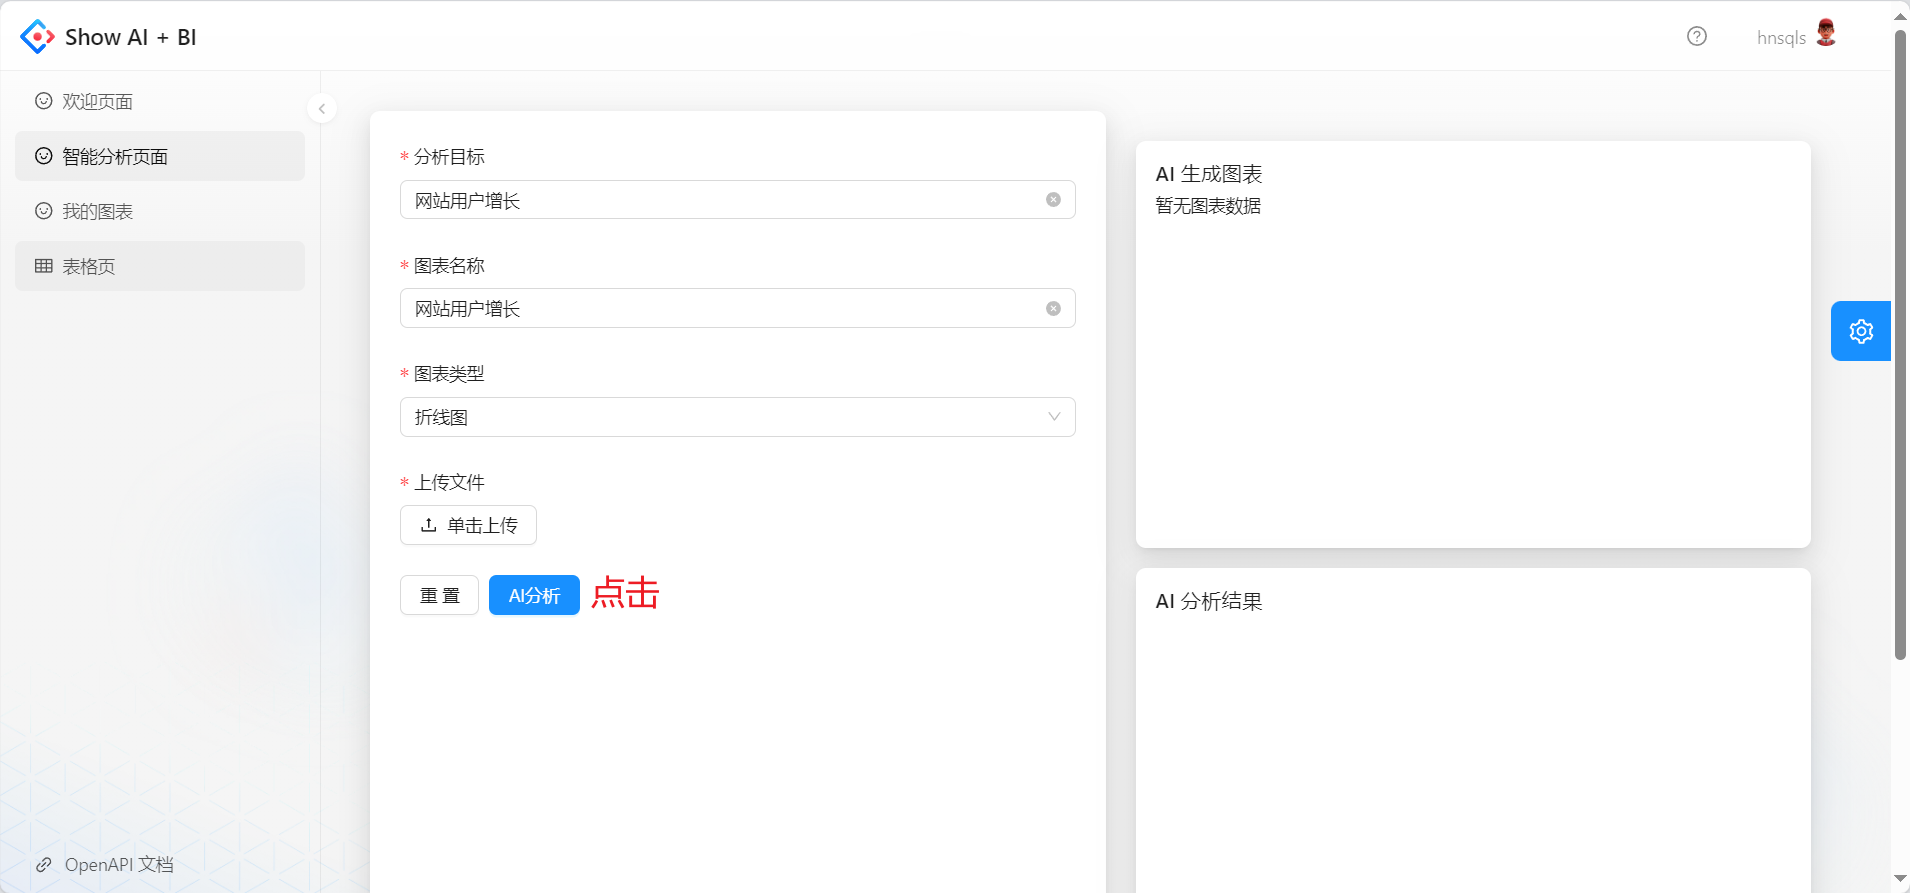 Show AI + BI
hnsqls
欢迎页面
智能分析页面
我的图表
表格页
OpenAPI 文档
* 分析目标
网站用户增长
* 图表名称
网站用户增长
* 图表类型
折线图
* 上传文件
单击上传
重 置 AI分析 点击
AI 生成图表
暂无图表数据
AI 分析结果